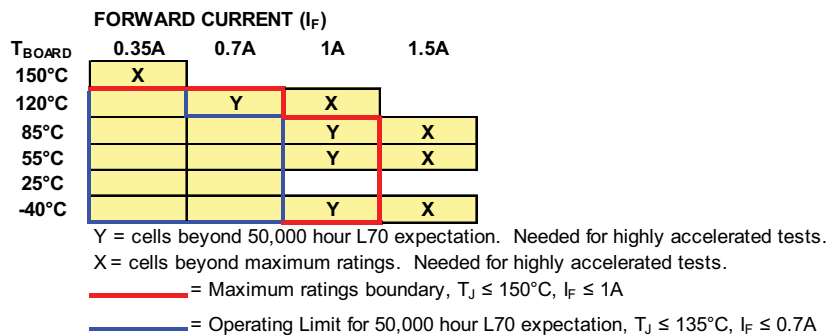 FORWARD CURRENT (IF)
TBOARD 0.35A 0.7A 1A 1.5A
150°C X
120°C Y X
85°C Y X
55°C Y X
25°C
-40°C Y X
Y = cells beyond 50,000 hour L70 expectation. Needed for highly accelerated tests.
X = cells beyond maximum ratings. Needed for highly accelerated tests.
= Maximum ratings boundary, TJ ≤ 150°C, IF ≤ 1A
= Operating Limit for 50,000 hour L70 expectation, TJ ≤ 135°C, IF ≤ 0.7A